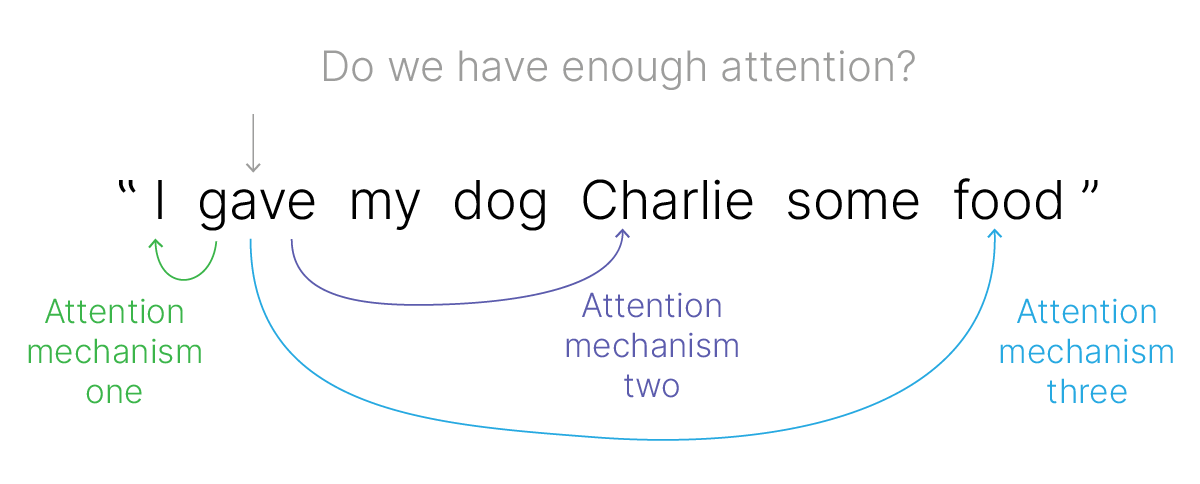 Do we have enough attention?
“ I gave my dog Charlie some food ”
Attention
mechanism
one
Attention
mechanism
two
Attention
mechanism
three